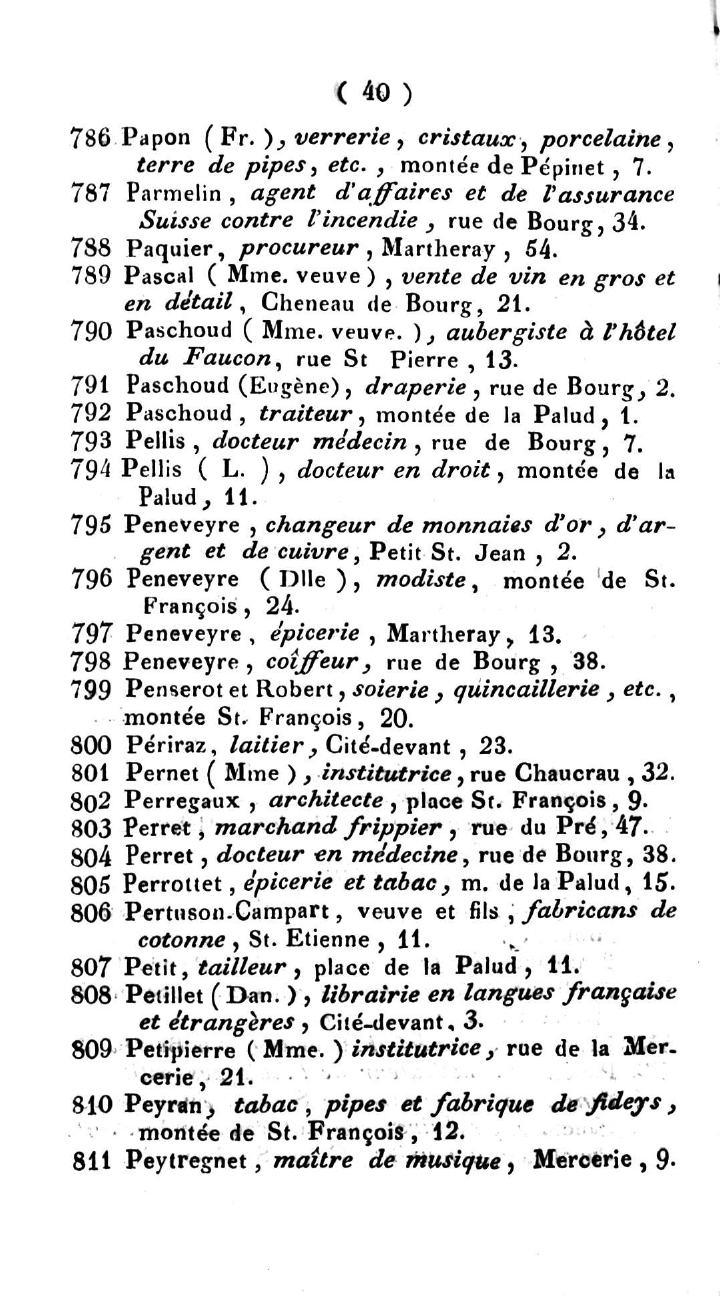 ( 40 )
786 Papon ( Fr. ), verrerie, cristaux, porcelaine,
terre de pipes, etc. , montée de Pépinet , 7.
787 Parmelin , agent d'affaires et de l'assurance
Suisse contre l'incendie , rue de Bourg, 34.
788 Paquier, procureur , Martheray , 54.
789 Pascal ( Mme. veuve ) , vente de vin en gros et
en détail , Cheneau de Bourg, 21.
790 Paschoud ( Mme. veuve. ), aubergiste à l'hôtel
du Faucon, rue St Pierre , 13.
791 Paschoud (Eugène), draperie , rue de Bourg, 2.
792 Paschoud , traiteur , montée de la Palud , 1.
793 Pellis , docteur médecin , rue de Bourg , 7.
794 Pellis ( L. ) , docteur en droit , montée de la
Palud , 11.
795 Peneveyre , changeur de monnaies d'or , d'ar-
gent et de cuivre, Petit St. Jean , 2.
796 Peneveyre ( Dlle ), modiste, montée de St.
François , 24.
797 Peneveyre , épicerie , Martheray, 13.
798 Peneveyre , coîffeur, rue de Bourg , 38.
799 Penserot et Robert , soierie , quincaillerie , etc. ,
montée St. François , 20.
800 Périraz, laitier , Cité-devant , 23.
801 Pernet ( Mme ) , institutrice , rue Chaucrau , 32.
802 Perregaux , architecte , place St. François , 9.
803 Perret , marchand frippier , rue du Pré, 47.
804 Perret , docteur en médecine, rue de Bourg, 38.
805 Perrottet , épicerie et tabac , m. de la Palud, 15.
806 Pertuson-Campart , veuve et fils , fabricans de
cotonne , St. Etienne , 11.
807 Petit, tailleur , place de la Palud , 11.
808 Petillet ( Dan. ) , librairie en langues française
et étrangères , Cité-devant, 3.
809 Petipierre ( Mme. ) institutrice, rue de la Mer-
cerie, 21.
810 Peyran, tabac , pipes et fabrique de fideys ,
montée de St. François , 12.
811 Peytregnet , maître de musique , Mercerie , 9.